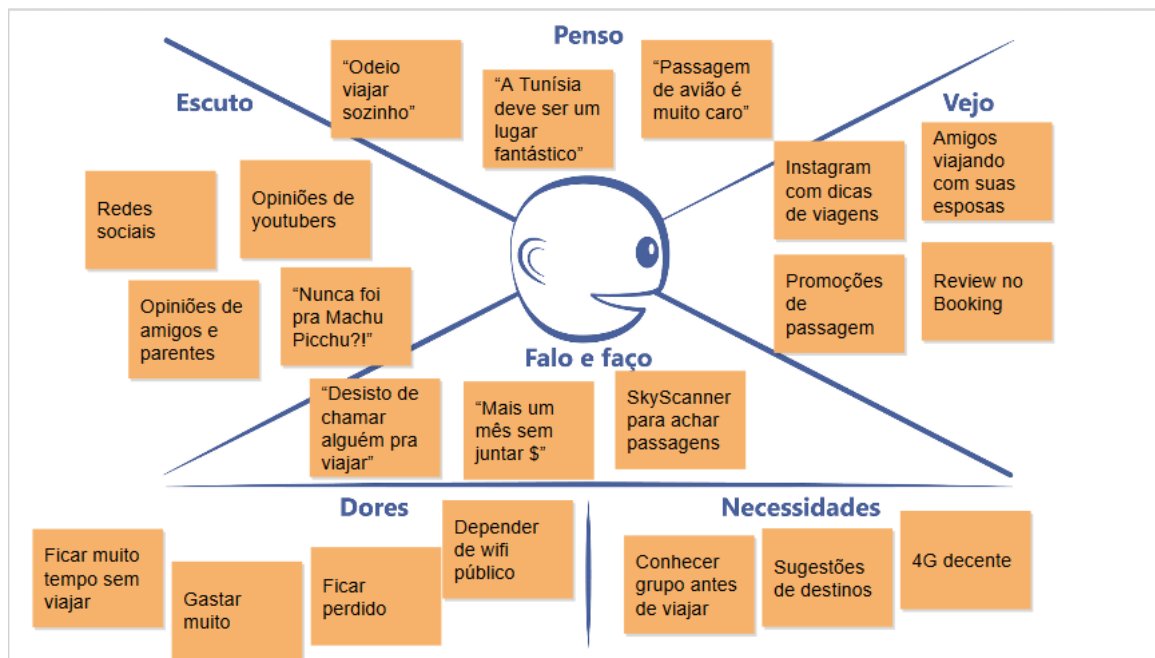 Penso
"Odeio
viajar
sozinho"
"A
Tunísia
deve ser um
lugar
fantástico"
"Passagem
de avião é
muito caro"
Escuto
Redes
sociais
Opiniões de
youtubers
Opiniões de
amigos e
parentes
"Nunca foi
pra Machu
Picchu?!"
Vejo
Instagram
com dicas
de viagens
Amigos
viajando
com suas
esposas
Promoções
de
passagem
Review no
Booking
Falo e faço
"Desisto de
chamar
alguém pra
viajar"
"Mais um
mês sem
juntar $"
SkyScanner
para achar
passagens
Dores
Ficar muito
tempo sem
viajar
Gastar
muito
Ficar
perdido
Depender
de wifi
público
Necessidades
Conhecer
grupo antes
de viajar
Sugestões
de destinos
4G decente